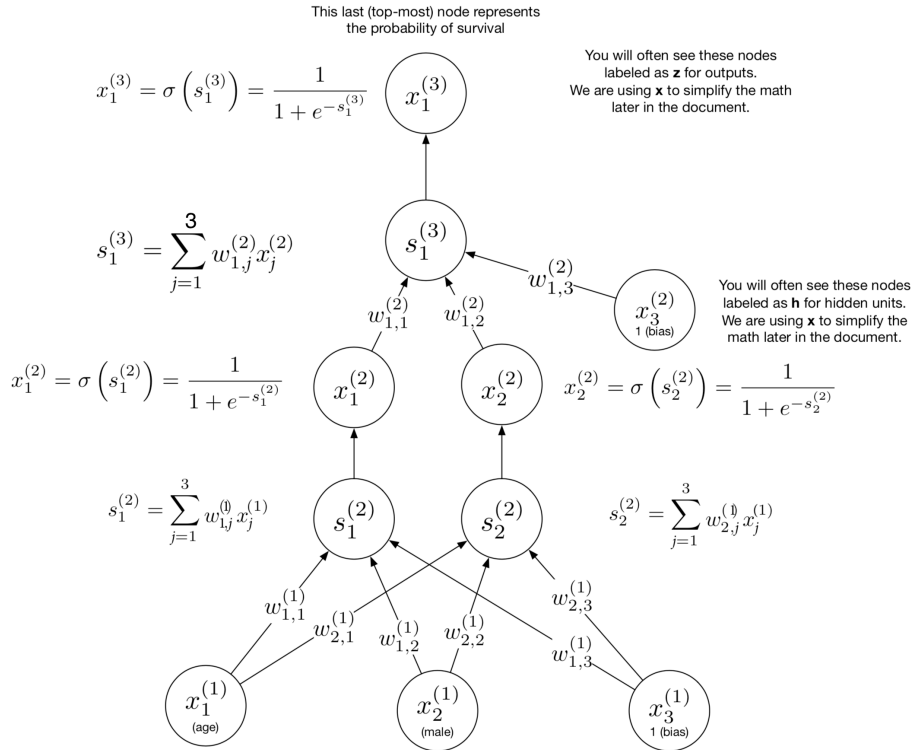 This last (top-most) node represents
the probability of survival
You will often see these nodes
labeled as z for outputs.
We are using x to simplify the math
later in the document.
x_1^{(3)} = σ(s_1^{(3)}) = \frac{1}{1 + e^{-s_1^{(3)}}}
x_1^{(3)}
s_1^{(3)} = \sum_{j=1}^{3} w_{1,j}^{(2)} x_j^{(2)}
s_1^{(3)}
w_{1,3}^{(2)}
x_3^{(2)}
1 (bias)
You will often see these nodes
labeled as h for hidden units.
We are using x to simplify the
math later in the document.
w_{1,1}^{(2)}
w_{1,2}^{(2)}
x_1^{(2)} = σ(s_1^{(2)}) = \frac{1}{1 + e^{-s_1^{(2)}}}
x_1^{(2)}
x_2^{(2)}
x_2^{(2)} = σ(s_2^{(2)}) = \frac{1}{1 + e^{-s_2^{(2)}}}
s_1^{(2)} = \sum_{j=1}^{3} w_{1,j}^{(1)} x_j^{(1)}
s_1^{(2)}
s_2^{(2)}
s_2^{(2)} = \sum_{j=1}^{3} w_{2,j}^{(1)} x_j^{(1)}
w_{1,1}^{(1)}
w_{2,1}^{(1)}
w_{1,2}^{(1)}
w_{2,2}^{(1)}
w_{2,3}^{(1)}
w_{1,3}^{(1)}
x_1^{(1)}
(age)
x_2^{(1)}
(male)
x_3^{(1)}
1 (bias)